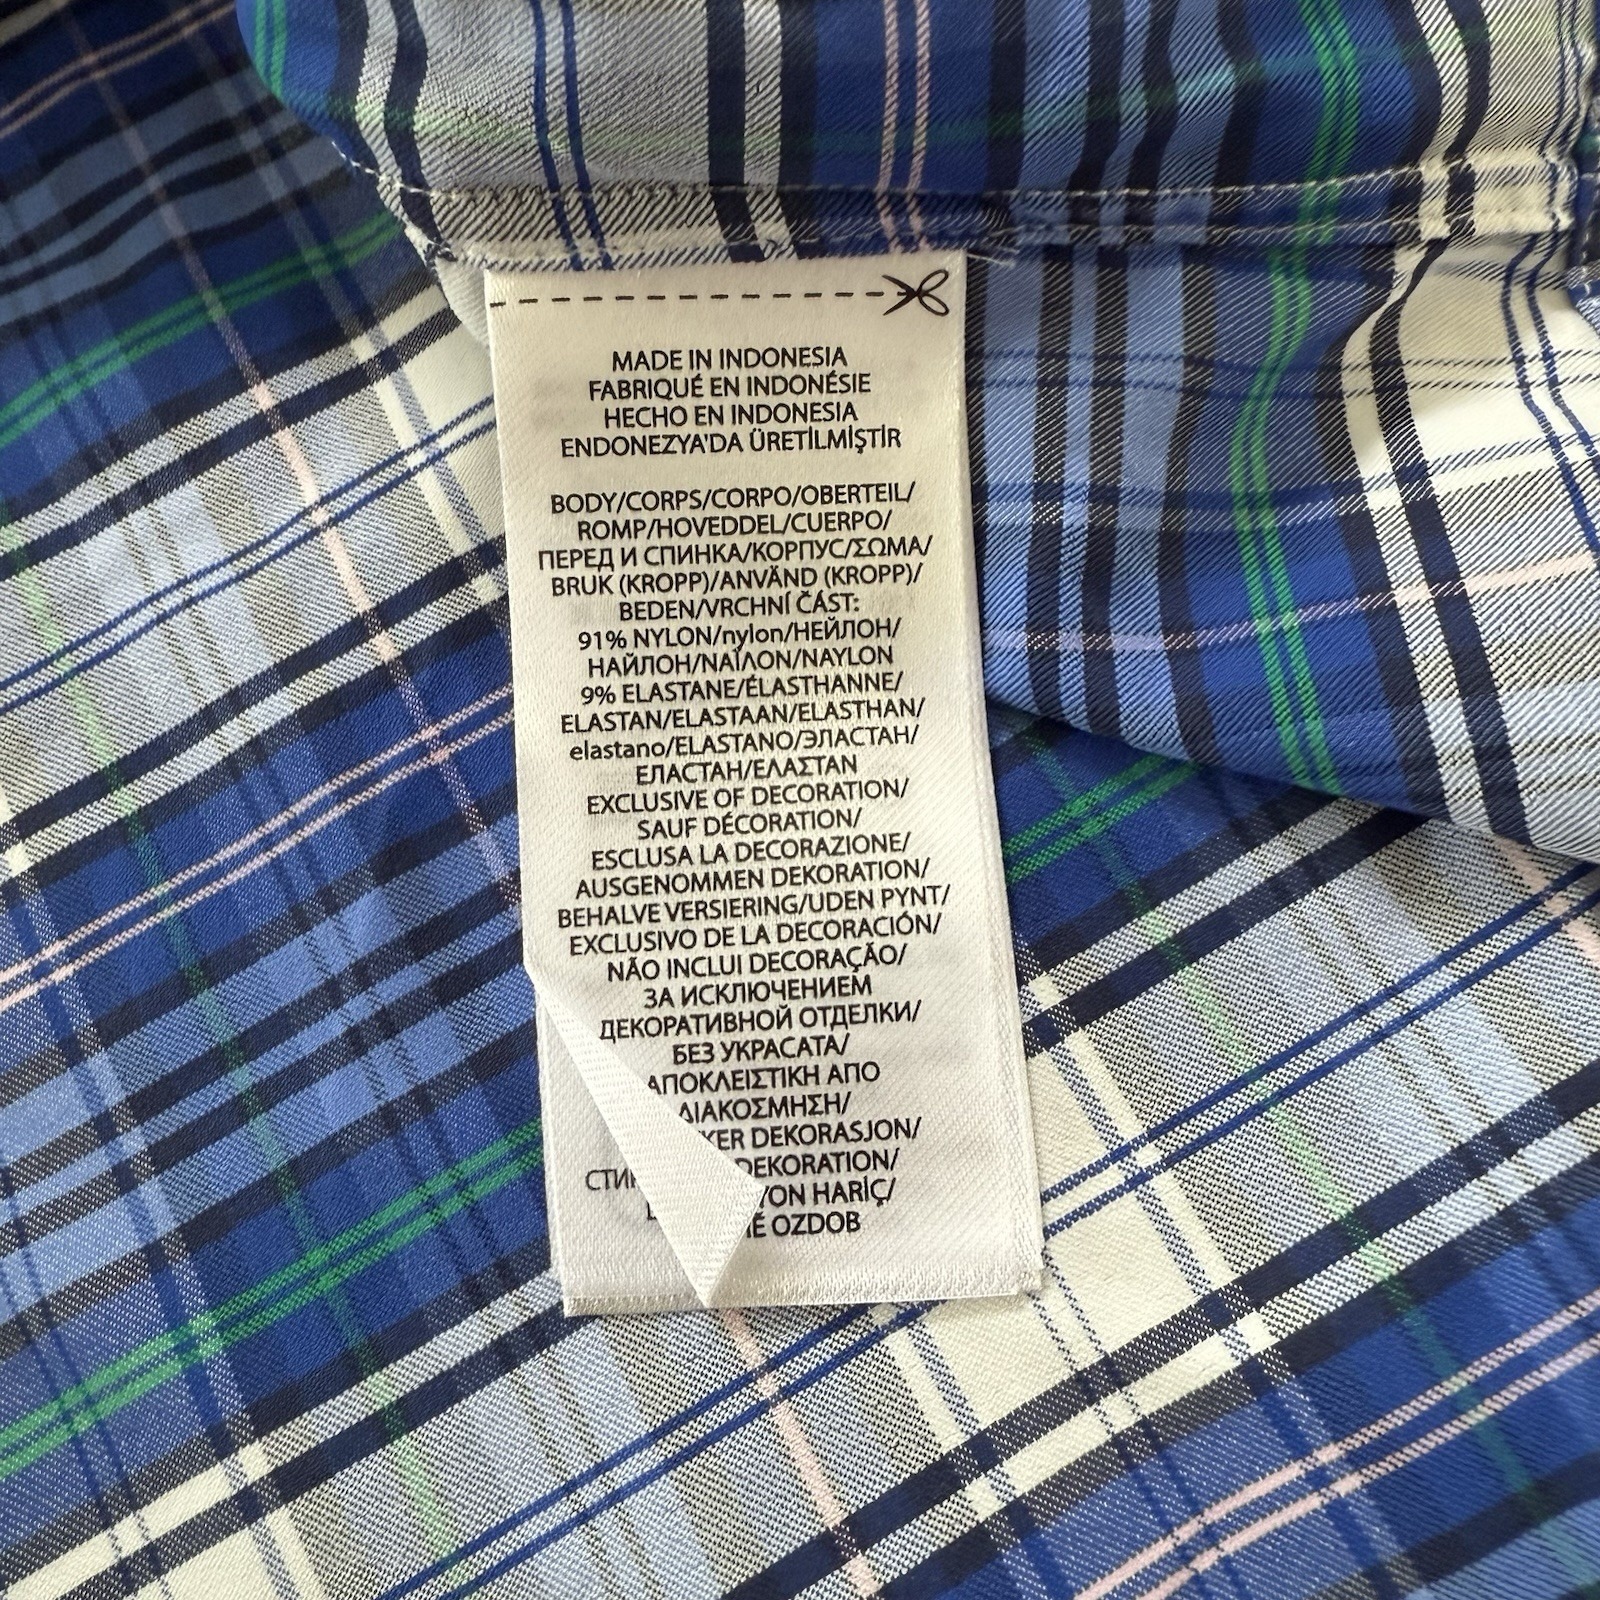 MADE IN INDONESIA
FABRIQUÉ EN INDONÉSIE
HECHO EN INDONESIA
ENDONEZYA'DA ÜRETİLMİŞTİR
BODY/CORPS/CORPO/OBERTEIL/
ROMP/HOVEDDEL/CUERPO/
ПЕРЕД И СПИНКА/КОРПУС/ΣΩΜΑ/
BRUK (KROPP)/ANVÄND (KROPP)/
BEDEN/VRCHNÍ ČÁST:
91% NYLON/nylon/НЕЙЛОН/
НАЙЛОН/ΝΑΪΛΟΝ/NAYLON
9% ELASTANE/ÉLASTHANNE/
ELASTAN/ELASTAAN/ELASTHAN/
elastano/ELASTANO/ЭЛАСТАН/
ЕЛАСТАН/ΕΛΑΣΤΑΝ
EXCLUSIVE OF DECORATION/
SAUF DÉCORATION/
ESCLUSA LA DECORAZIONE/
AUSGENOMMEN DEKORATION/
BEHALVE VERSIERING/UDEN PYNT/
EXCLUSIVO DE LA DECORACIÓN/
NÃO INCLUI DECORAÇÃO/
ЗА ИСКЛЮЧЕНИЕМ
ДЕКОРАТИВНОЙ ОТДЕЛКИ/
БЕЗ УКРАСАТА/
ΑΠΟΚΛΕΙΣΤΙΚΗ ΑΠΟ
ΔΙΑΚΟΣΜΗΣΗ/
DEKORASJON/
DEKORATION/
HARİÇ/
OZDOB